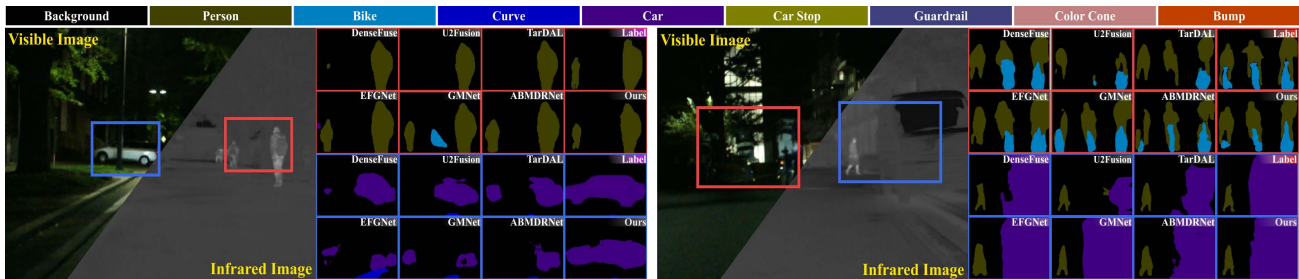 Background Person Bike Curve Car Car Stop Guardrail Color Cone Bump
Visible Image
DenseFuse U2Fusion TarDAL Label
EFGNet GMNet ABMDRNet Ours
DenseFuse U2Fusion TarDAL Label
EFGNet GMNet ABMDRNet Ours
Infrared Image
Visible Image
DenseFuse U2Fusion TarDAL Label
EFGNet GMNet ABMDRNet Ours
DenseFuse U2Fusion TarDAL Label
EFGNet GMNet ABMDRNet Ours
Infrared Image